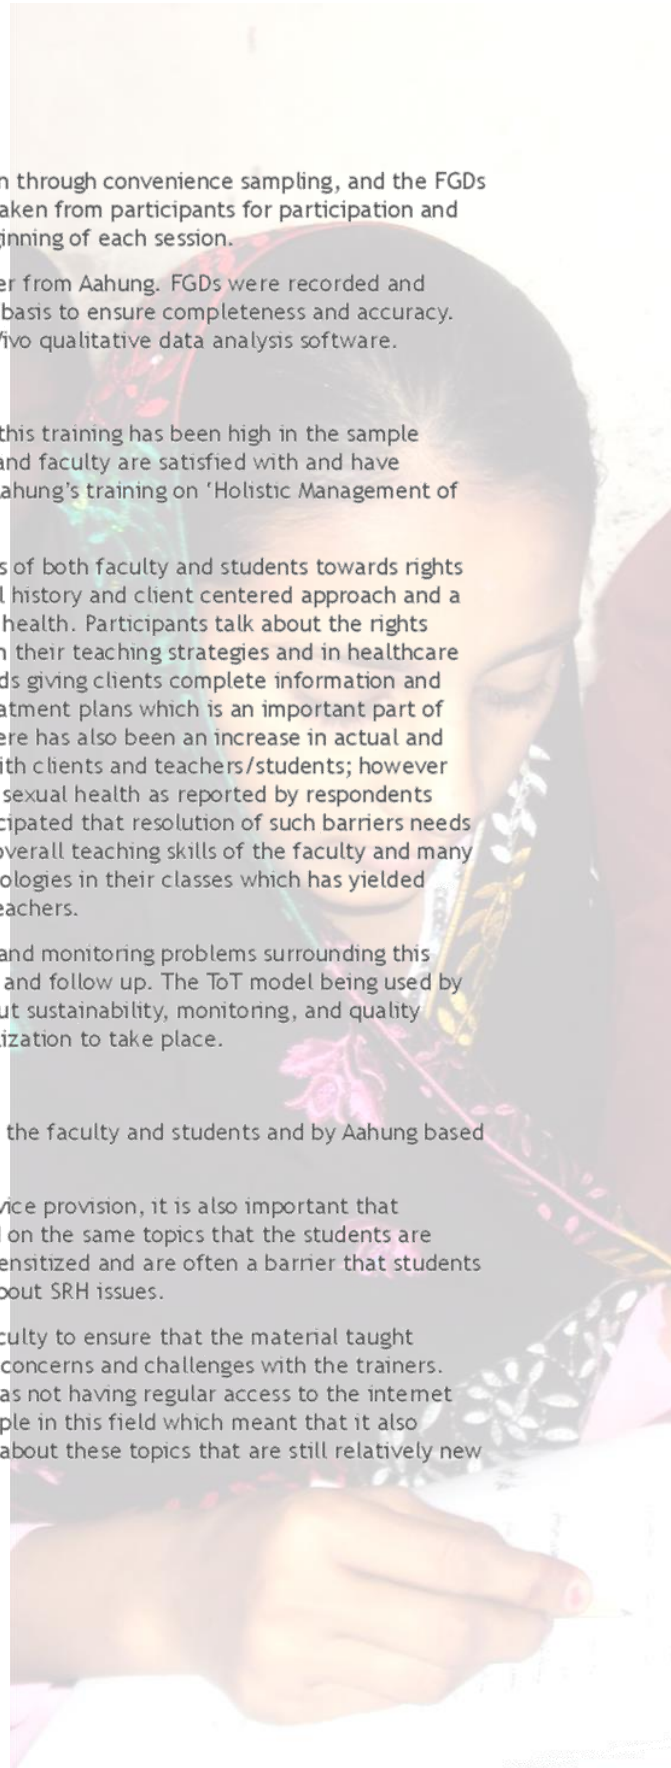 n through convenience sampling, and the FGDs
aken from participants for participation and
inning of each session.
er from Aahung. FGDs were recorded and
basis to ensure completeness and accuracy.
ivo qualitative data analysis software.
this training has been high in the sample
and faculty are satisfied with and have
ahung's training on 'Holistic Management of
s of both faculty and students towards rights
l history and client centered approach and a
health. Participants talk about the rights
n their teaching strategies and in healthcare
ds giving clients complete information and
atment plans which is an important part of
ere has also been an increase in actual and
ith clients and teachers/students; however
sexual health as reported by respondents
cipated that resolution of such barriers needs
overall teaching skills of the faculty and many
ologies in their classes which has yielded
eachers.
and monitoring problems surrounding this
and follow up. The ToT model being used by
ut sustainability, monitoring, and quality
ization to take place.
the faculty and students and by Aahung based
vice provision, it is also important that
on the same topics that the students are
ensitized and are often a barrier that students
bout SRH issues.
culty to ensure that the material taught
concerns and challenges with the trainers.
as not having regular access to the internet
ple in this field which meant that it also
about these topics that are still relatively new